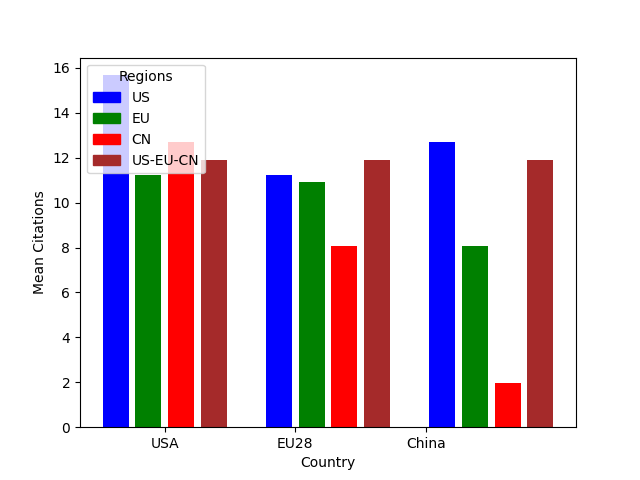 Regions
US
EU
CN
US-EU-CN
16
14
12
10
8
6
4
2
0
Mean Citations
USA
EU28
China
Country